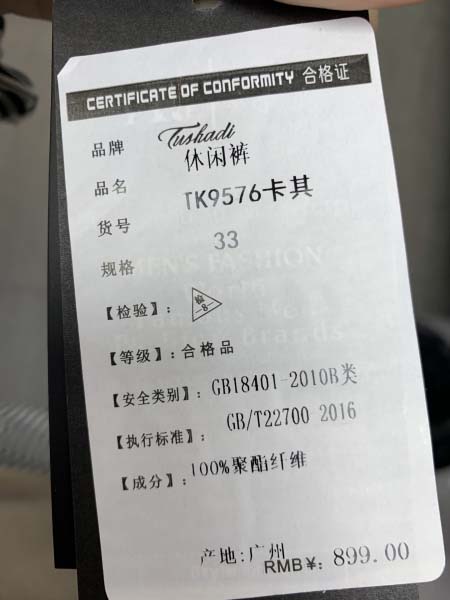 CERTIFICATE OF CONFORMITY 合格证
品牌 Tushadi
品名 休闲裤
货号 TK9576卡其
规格 33
【检验】： 检 -8-
【等级】：合格品
【安全类别】：GB18401-2010B类
【执行标准】：GB/T22700 2016
【成分】：100%聚酯纤维
产地:广州
RMB¥: 899.00